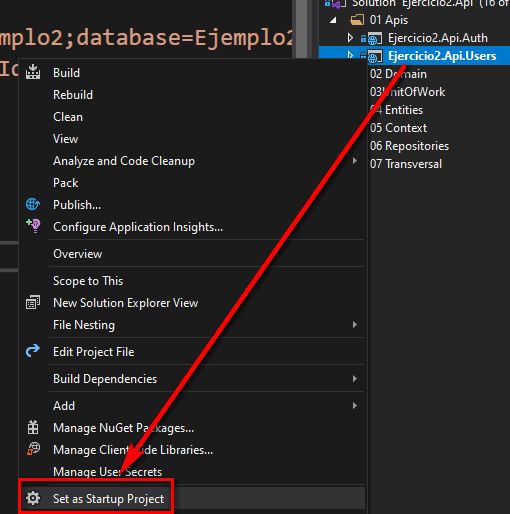 Solution 'Ejercicio2.Api' (16 of
01 Apis
Ejercicio2.Api.Auth
Ejercicio2.Api.Users
02 Domain
03UnitOfWork
04 Entities
05 Context
06 Repositories
07 Transversal
mplo2;database=Ejemplo2
Build
Rebuild
Clean
View
Analyze and Code Cleanup
Pack
Publish...
Configure Application Insights...
Overview
Scope to This
New Solution Explorer View
File Nesting
Edit Project File
Build Dependencies
Add
Manage NuGet Packages...
Manage Client-Side Libraries...
Manage User Secrets
Set as Startup Project